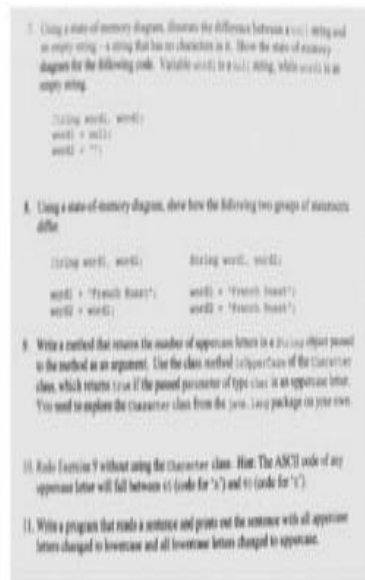 7. Using a state-of-memory diagram, illustrate the difference between a null string and
an empty string - a string that has no characters in it. Show the state-of-memory
diagram for the following code. Variable word1 is a null string, while word2 is an
empty string.
String word1, word2;
word1 = null;
word2 = "";
8. Using a state-of-memory diagram, show how the following two groups of statements
differ.
String word1, word2; String word1, word2;
word1 = "French Roast"; word1 = "French Roast";
word2 = word1; word2 = "French Roast";
9. Write a method that returns the number of uppercase letters in a String object passed
to the method as an argument. Use the class method isUpperCase of the Character
class, which returns true if the passed parameter of type char is an uppercase letter.
You need to explore the Character class from the java.lang package on your own.
10. Redo Exercise 9 without using the Character class. Hint: The ASCII code of any
uppercase letter will fall between 65 (code for 'A') and 90 (code for 'Z').
11. Write a program that reads a sentence and prints out the sentence with all uppercase
letters changed to lowercase and all lowercase letters changed to uppercase.